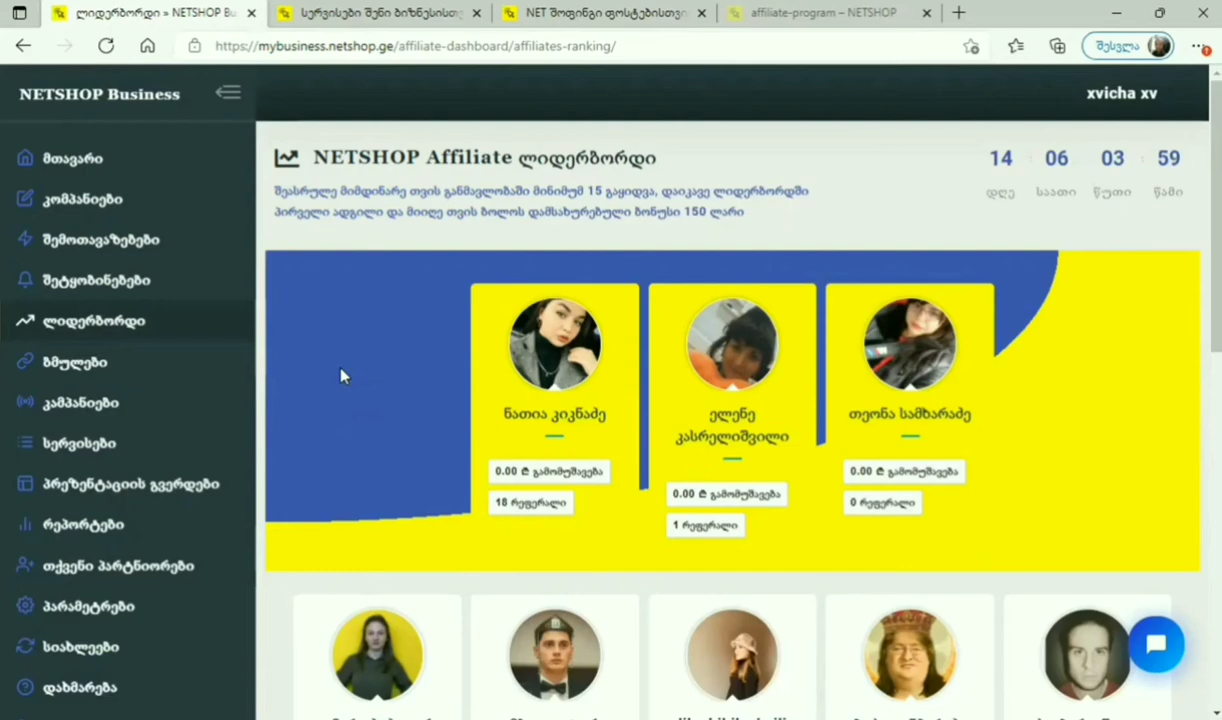 ლიდერბორდი » NETSHOP Bu
სერვისები შენი ბიზნესისთ
NET შოფინგი ფოსტებისთვი
affiliate-program – NETSHOP
https://mybusiness.netshop.ge/affiliate-dashboard/affiliates-ranking/
შესვლა
NETSHOP Business
xvicha xv
მთავარი
კომპანიები
შემოთავაზებები
შეტყობინებები
ლიდერბორდი
ბმულები
კამპანიები
სერვისები
პრეზენტაციის გვერდები
რეპორტები
თქვენი პარტნიორები
პარამეტრები
სიახლეები
დახმარება
NETSHOP Affiliate ლიდერბორდი
შეასრულე მიმდინარე თვის განმავლობაში მინიმუმ 15 გაყიდვა, დაიკავე ლიდერბორდში
პირველი ადგილი და მიიღე თვის ბოლოს დამსახურებული ბონუსი 150 ლარი
14 : 06 : 03 : 59
დღე საათი წუთი წამი
ნათია კიკნაძე
0.00 ₾ გამომუშავება
18 რეფერალი
ელენე
კასრელიშვილი
0.00 ₾ გამომუშავება
1 რეფერალი
თეონა სამხარაძე
0.00 ₾ გამომუშავება
0 რეფერალი